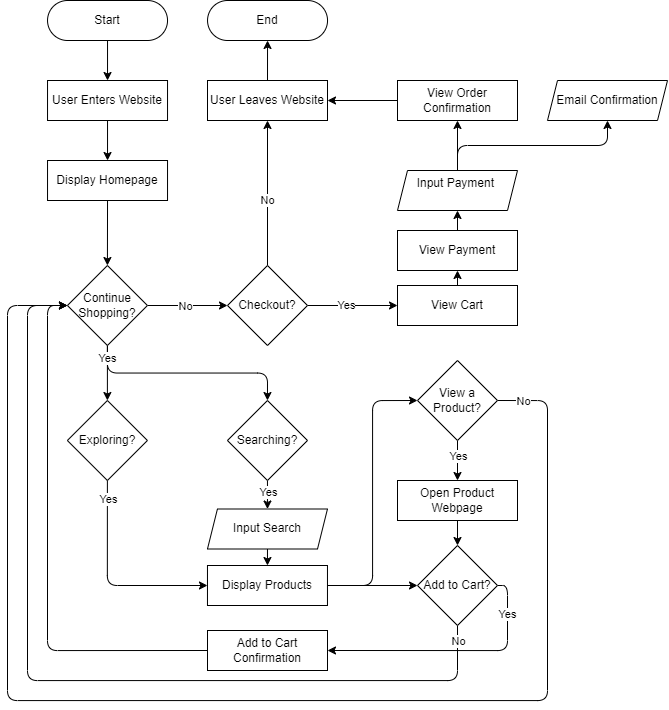 Start
End
User Enters Website
User Leaves Website
View Order
Confirmation
Email Confirmation
Display Homepage
Input Payment
No
View Payment
Continue
Shopping?
No
Checkout?
Yes
View Cart
Yes
Exploring?
Searching?
View a
Product?
No
Yes
Yes
Yes
Open Product
Webpage
Input Search
Display Products
Add to Cart?
Yes
No
Add to Cart
Confirmation